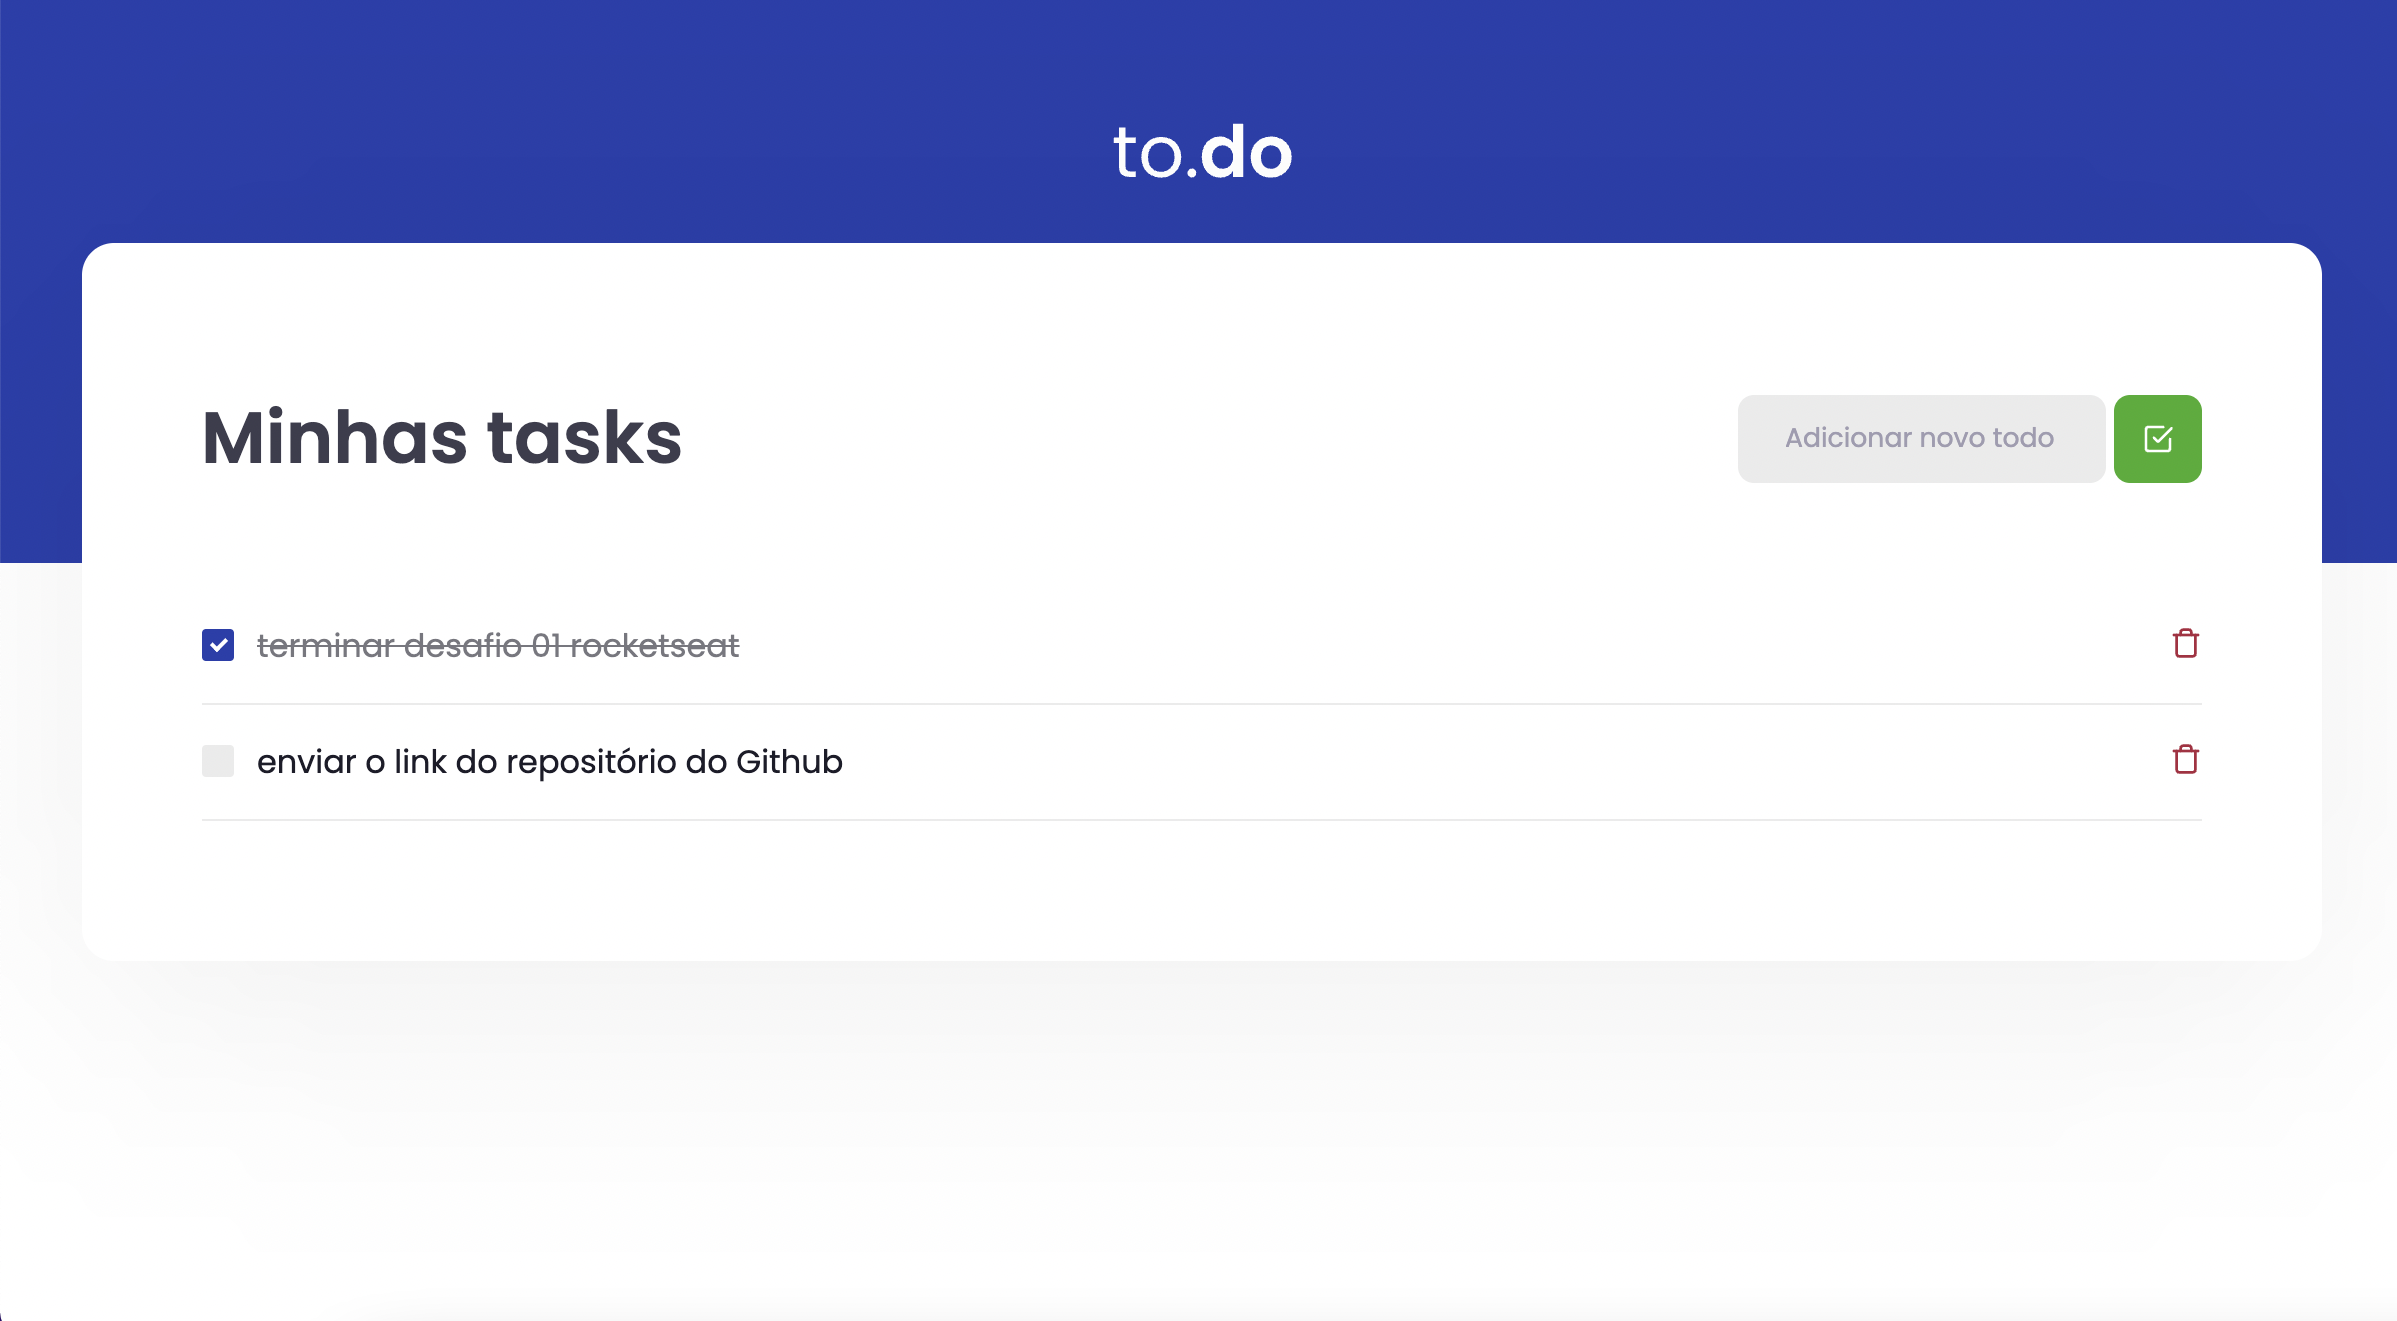 to.do
Minhas tasks
Adicionar novo todo
terminar desafio 01 rocketseat
enviar o link do repositório do Github